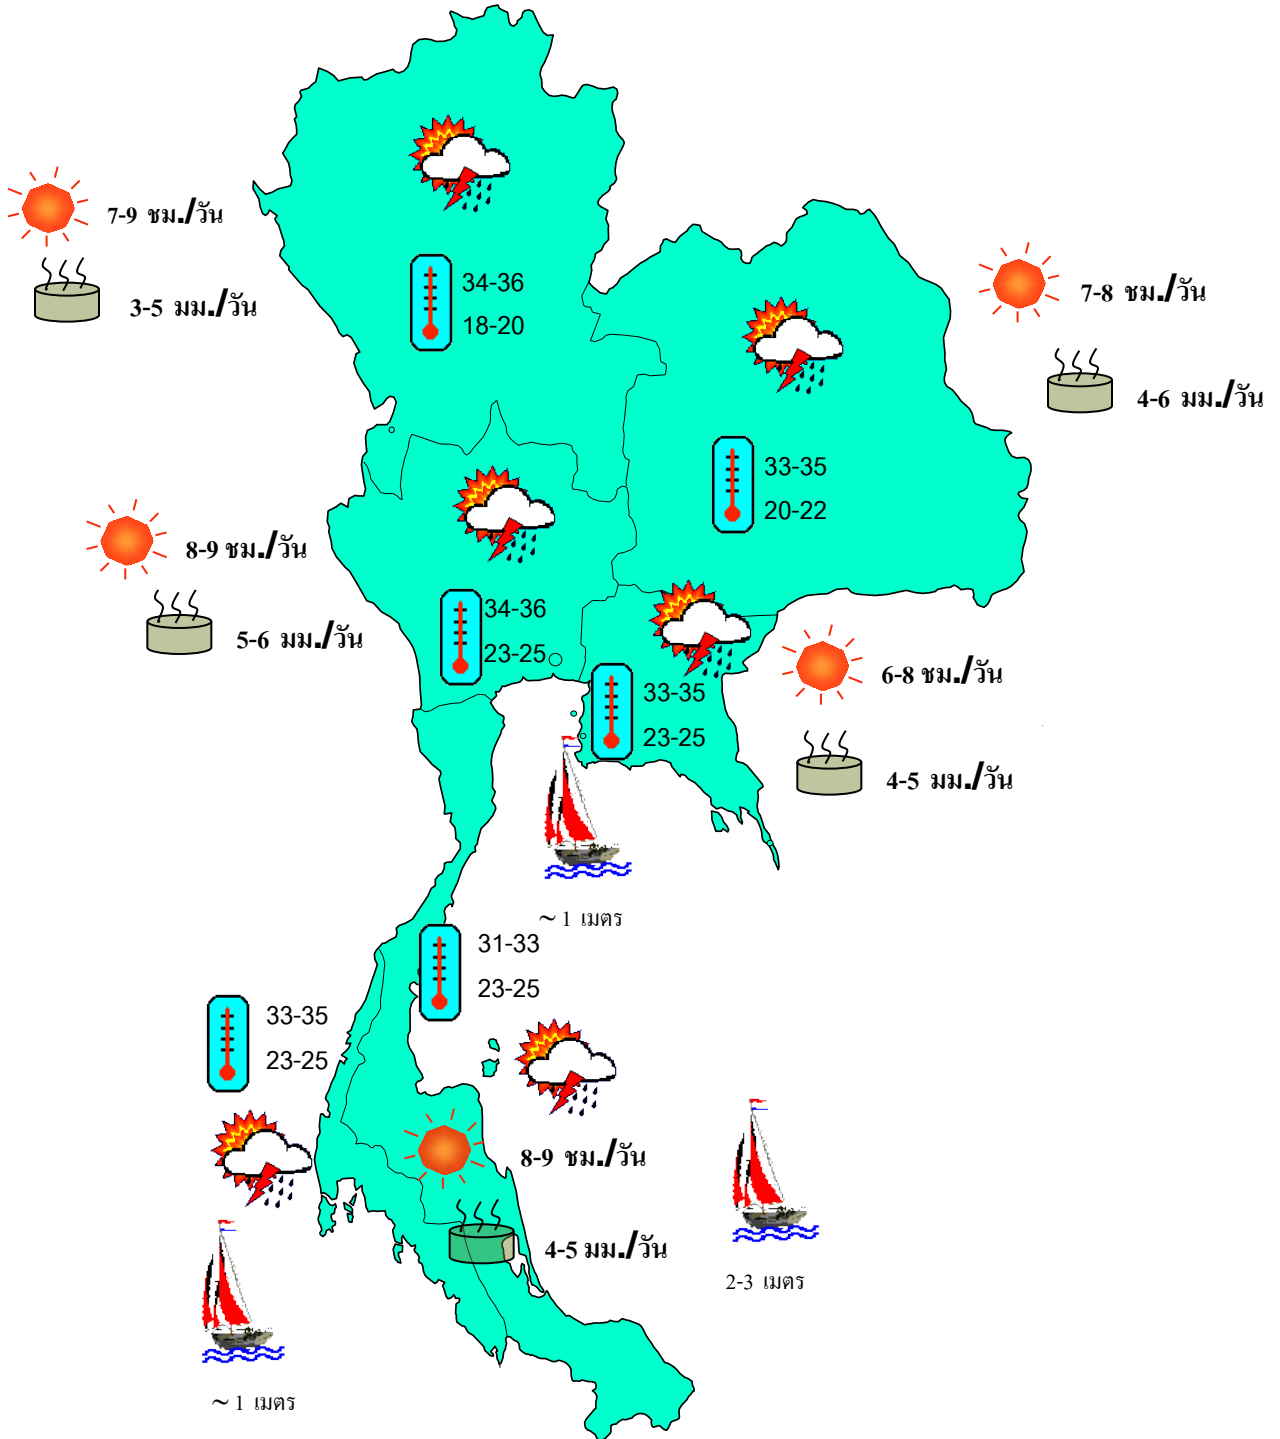 7-9 ชม./วัน
3-5 มม./วัน
34-36
18-20
7-8 ชม./วัน
4-6 มม./วัน
33-35
20-22
8-9 ชม./วัน
5-6 มม./วัน
34-36
23-25
6-8 ชม./วัน
4-5 มม./วัน
33-35
23-25
~ 1 เมตร
31-33
23-25
33-35
23-25
8-9 ชม./วัน
4-5 มม./วัน
2-3 เมตร
~ 1 เมตร